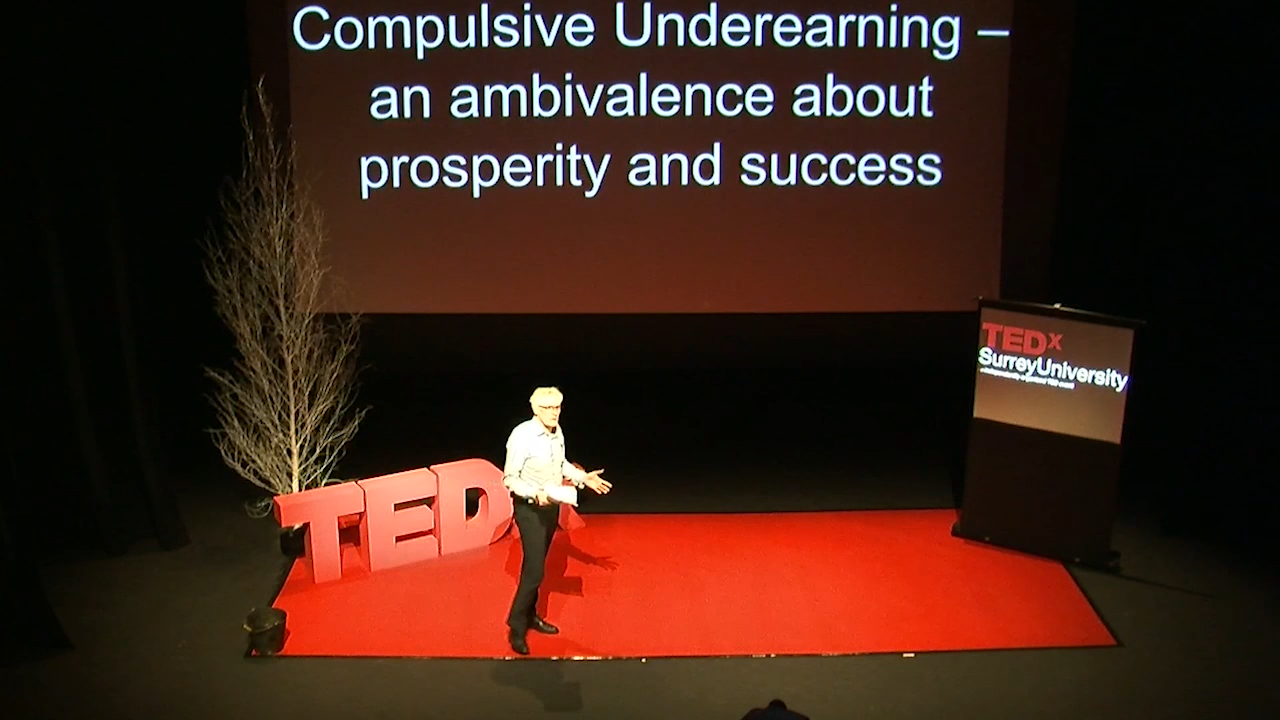 Compulsive Underearning –
an ambivalence about
prosperity and success
TEDx
SurreyUniversity
TED